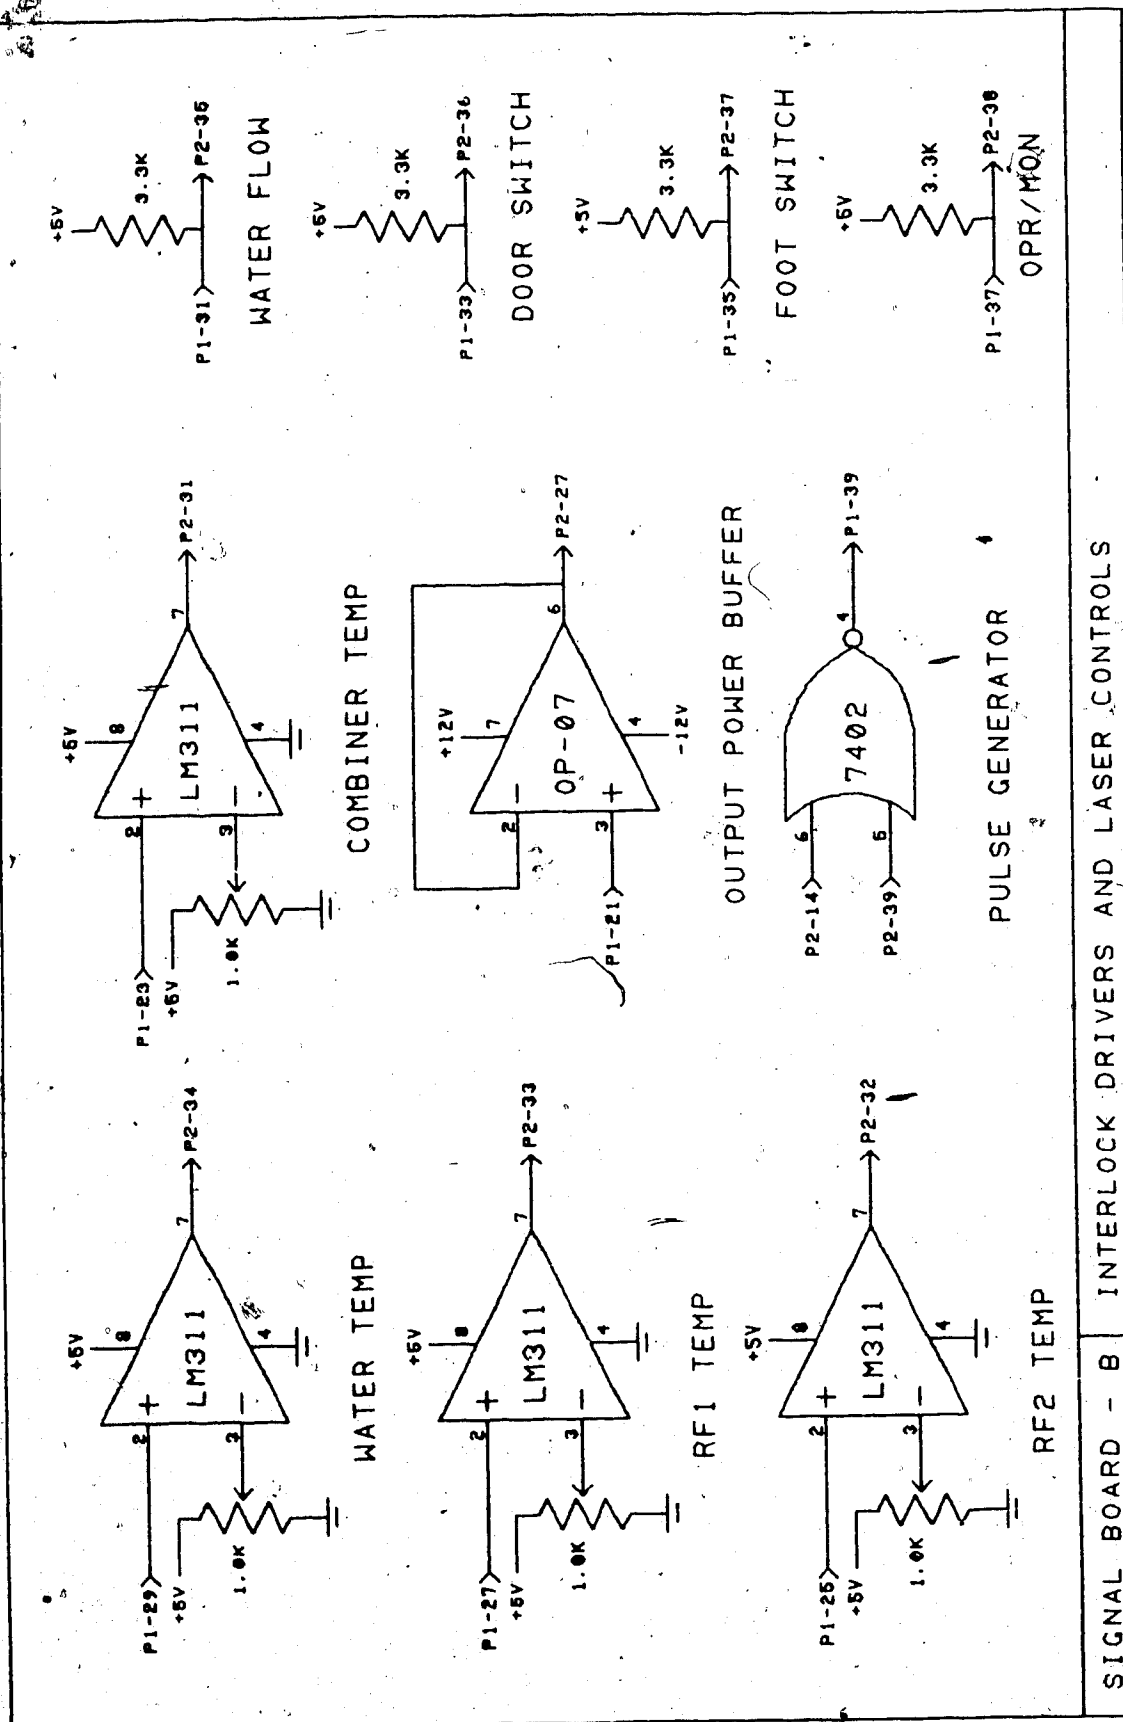 +5V
8
P1-29
2
+
LM311
7
P2-34
3
-
4
+5V
1.0K
WATER TEMP
+5V
8
P1-27
2
+
LM311
7
P2-33
3
-
4
+5V
1.0K
RF1 TEMP
+5V
8
P1-25
2
+
LM311
7
P2-32
3
-
4
+5V
1.0K
RF2 TEMP
+5V
8
P1-23
2
+
LM311
7
P2-31
3
-
4
+5V
1.0K
COMBINER TEMP
+12V
7
2
-
OP-07
6
P2-27
P1-21
3
+
4
-12V
OUTPUT POWER BUFFER
P2-14
6
7402
4
P1-39
P2-39
5
PULSE GENERATOR
+5V
3.3K
P1-31
P2-35
WATER FLOW
+5V
3.3K
P1-33
P2-36
DOOR SWITCH
+5V
3.3K
P1-35
P2-37
FOOT SWITCH
+5V
3.3K
P1-37
P2-38
OPR/MON
SIGNAL BOARD - B
INTERLOCK DRIVERS AND LASER CONTROLS